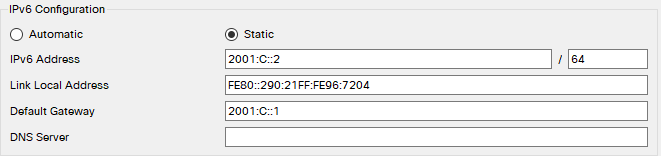 IPv6 Configuration
Automatic Static
IPv6 Address 2001:C::2 / 64
Link Local Address FE80::290:21FF:FE96:7204
Default Gateway 2001:C::1
DNS Server